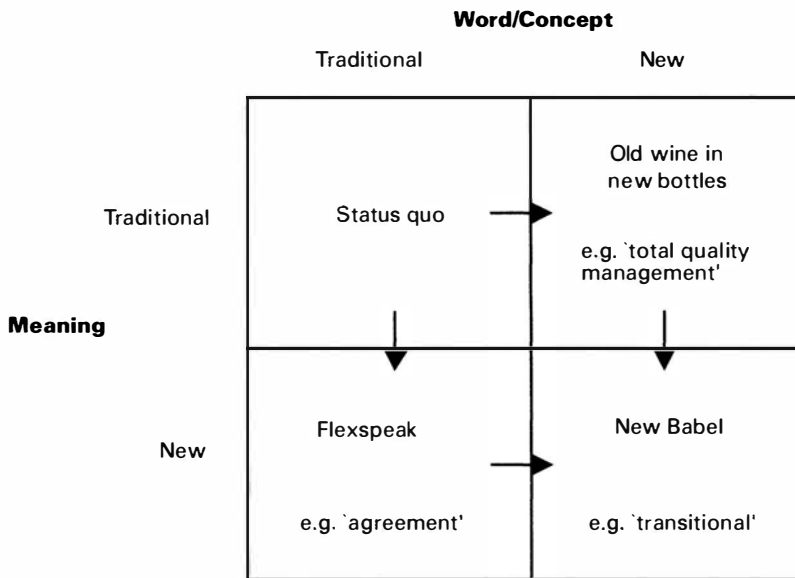 Word/Concept
Traditional New
Old wine in
new bottles
Traditional Status quo
e.g. `total quality
management'
Meaning
New Flexspeak New Babel
e.g. `agreement' e.g. `transitional'